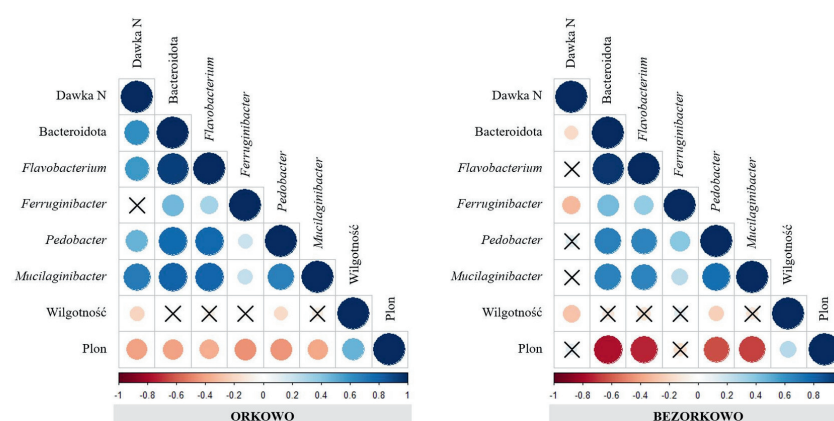 Dawka N
Bacteroidota
Flavobacterium
Ferruginibacter
Pedobacter
Mucilaginibacter
Wilgotność
Plon
Dawka N
Bacteroidota
Flavobacterium
Ferruginibacter
Pedobacter
Mucilaginibacter
Wilgotność
Plon
-1 -0.8 -0.6 -0.4 -0.2 0 0.2 0.4 0.6 0.8 1
ORKOWO
Dawka N
Bacteroidota
Flavobacterium
Ferruginibacter
Pedobacter
Mucilaginibacter
Wilgotność
Plon
Dawka N
Bacteroidota
Flavobacterium
Ferruginibacter
Pedobacter
Mucilaginibacter
Wilgotność
Plon
-1 -0.8 -0.6 -0.4 -0.2 0 0.2 0.4 0.6 0.8
BEZORKOWO